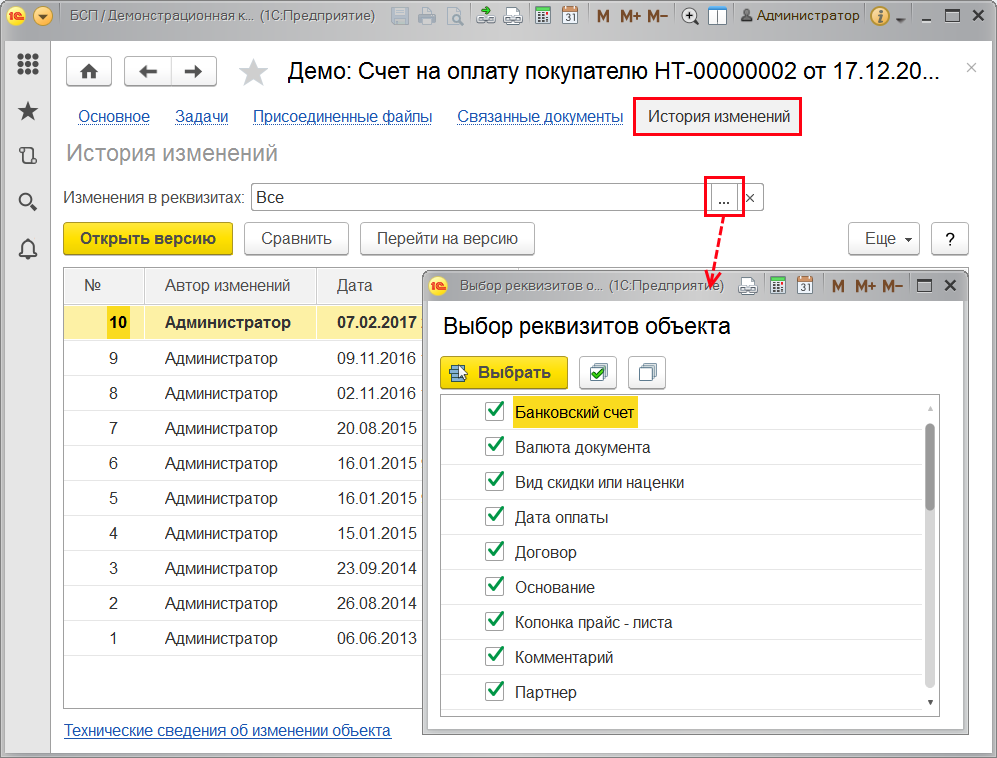 БСП / Демонстрационная к... (1С:Предприятие) M M+ M- Администратор
Демо: Счет на оплату покупателю НТ-00000002 от 17.12.20...
Основное Задачи Присоединенные файлы Связанные документы История изменений
История изменений
Изменения в реквизитах: Все ... ×
Открыть версию Сравнить Перейти на версию Еще ?
№ Автор изменений Дата
10 Администратор 07.02.2017
9 Администратор 09.11.2016
8 Администратор 02.11.2016
7 Администратор 20.08.2015
6 Администратор 16.01.2015
5 Администратор 16.01.2015
4 Администратор 15.01.2015
3 Администратор 23.09.2014
2 Администратор 26.08.2014
1 Администратор 06.06.2013
Технические сведения об изменении объекта
Выбор реквизитов о... (1С:Предприятие) 31 M M+ M-
Выбор реквизитов объекта
Выбрать
Банковский счет
Валюта документа
Вид скидки или наценки
Дата оплаты
Договор
Основание
Колонка прайс - листа
Комментарий
Партнер